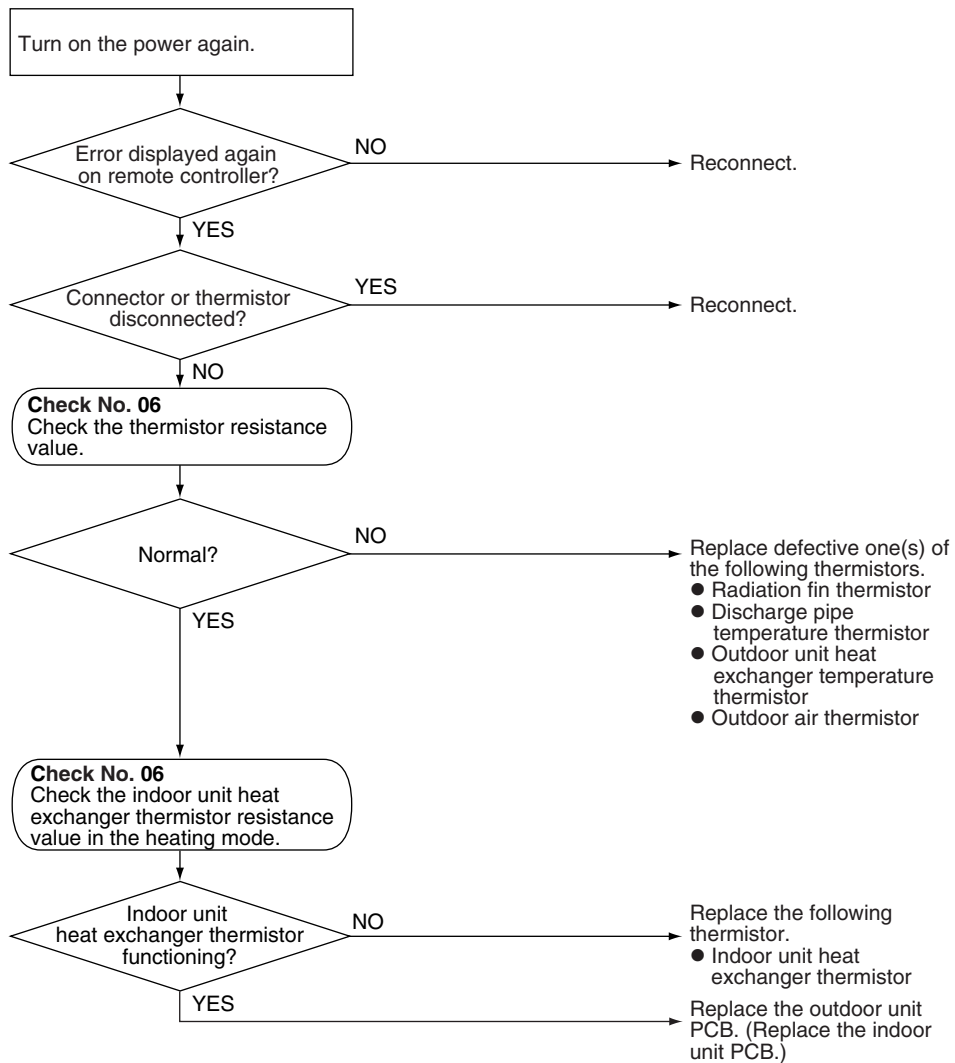 Turn on the power again.
Error displayed again
on remote controller?
NO
Reconnect.
YES
Connector or thermistor
disconnected?
YES
Reconnect.
NO
Check No. 06
Check the thermistor resistance
value.
Normal?
NO
Replace defective one(s) of
the following thermistors.
● Radiation fin thermistor
● Discharge pipe
temperature thermistor
● Outdoor unit heat
exchanger temperature
thermistor
● Outdoor air thermistor
YES
Check No. 06
Check the indoor unit heat
exchanger thermistor resistance
value in the heating mode.
Indoor unit
heat exchanger thermistor
functioning?
NO
Replace the following
thermistor.
● Indoor unit heat
exchanger thermistor
YES
Replace the outdoor unit
PCB. (Replace the indoor
unit PCB.)